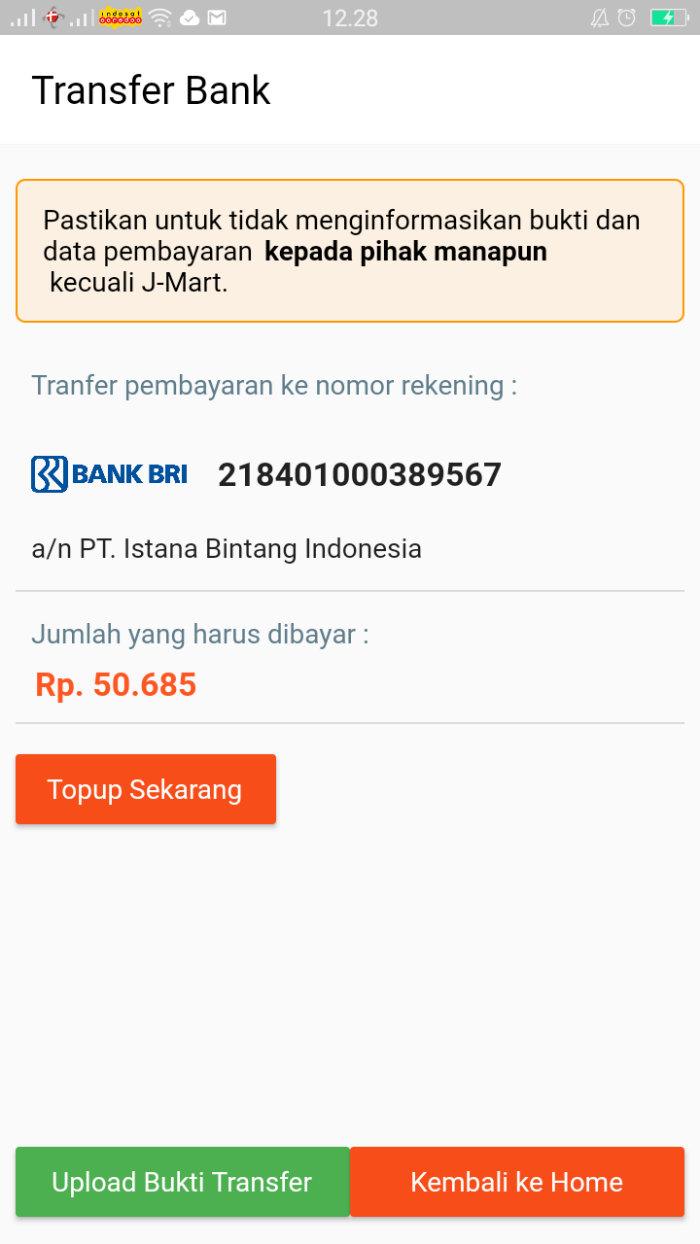 indosat
ooredoo
12.28
Transfer Bank
Pastikan untuk tidak menginformasikan bukti dan
data pembayaran kepada pihak manapun
kecuali J-Mart.
Tranfer pembayaran ke nomor rekening :
BANK BRI 218401000389567
a/n PT. Istana Bintang Indonesia
Jumlah yang harus dibayar :
Rp. 50.685
Topup Sekarang
Upload Bukti Transfer
Kembali ke Home